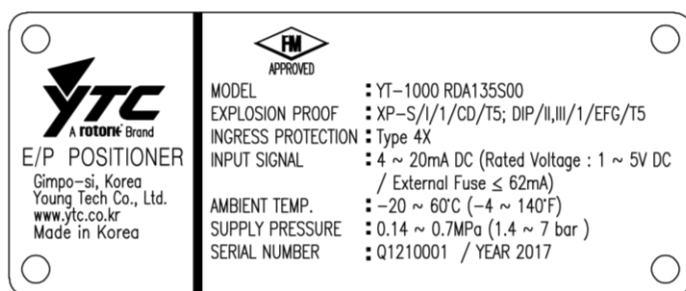 YTC
A rotork Brand
E/P POSITIONER
Gimpo-si, Korea
Young Tech Co., Ltd.
www.ytc.co.kr
Made in Korea
FM
APPROVED
MODEL : YT-1000 RDA135S00
EXPLOSION PROOF : XP-S/I/1/CD/T5; DIP/II,III/1/EFG/T5
INGRESS PROTECTION : Type 4X
INPUT SIGNAL : 4 ~ 20mA DC (Rated Voltage : 1 ~ 5V DC
/ External Fuse ≤ 62mA)
AMBIENT TEMP. : -20 ~ 60°C (-4 ~ 140°F)
SUPPLY PRESSURE : 0.14 ~ 0.7MPa (1.4 ~ 7 bar )
SERIAL NUMBER : Q1210001 / YEAR 2017